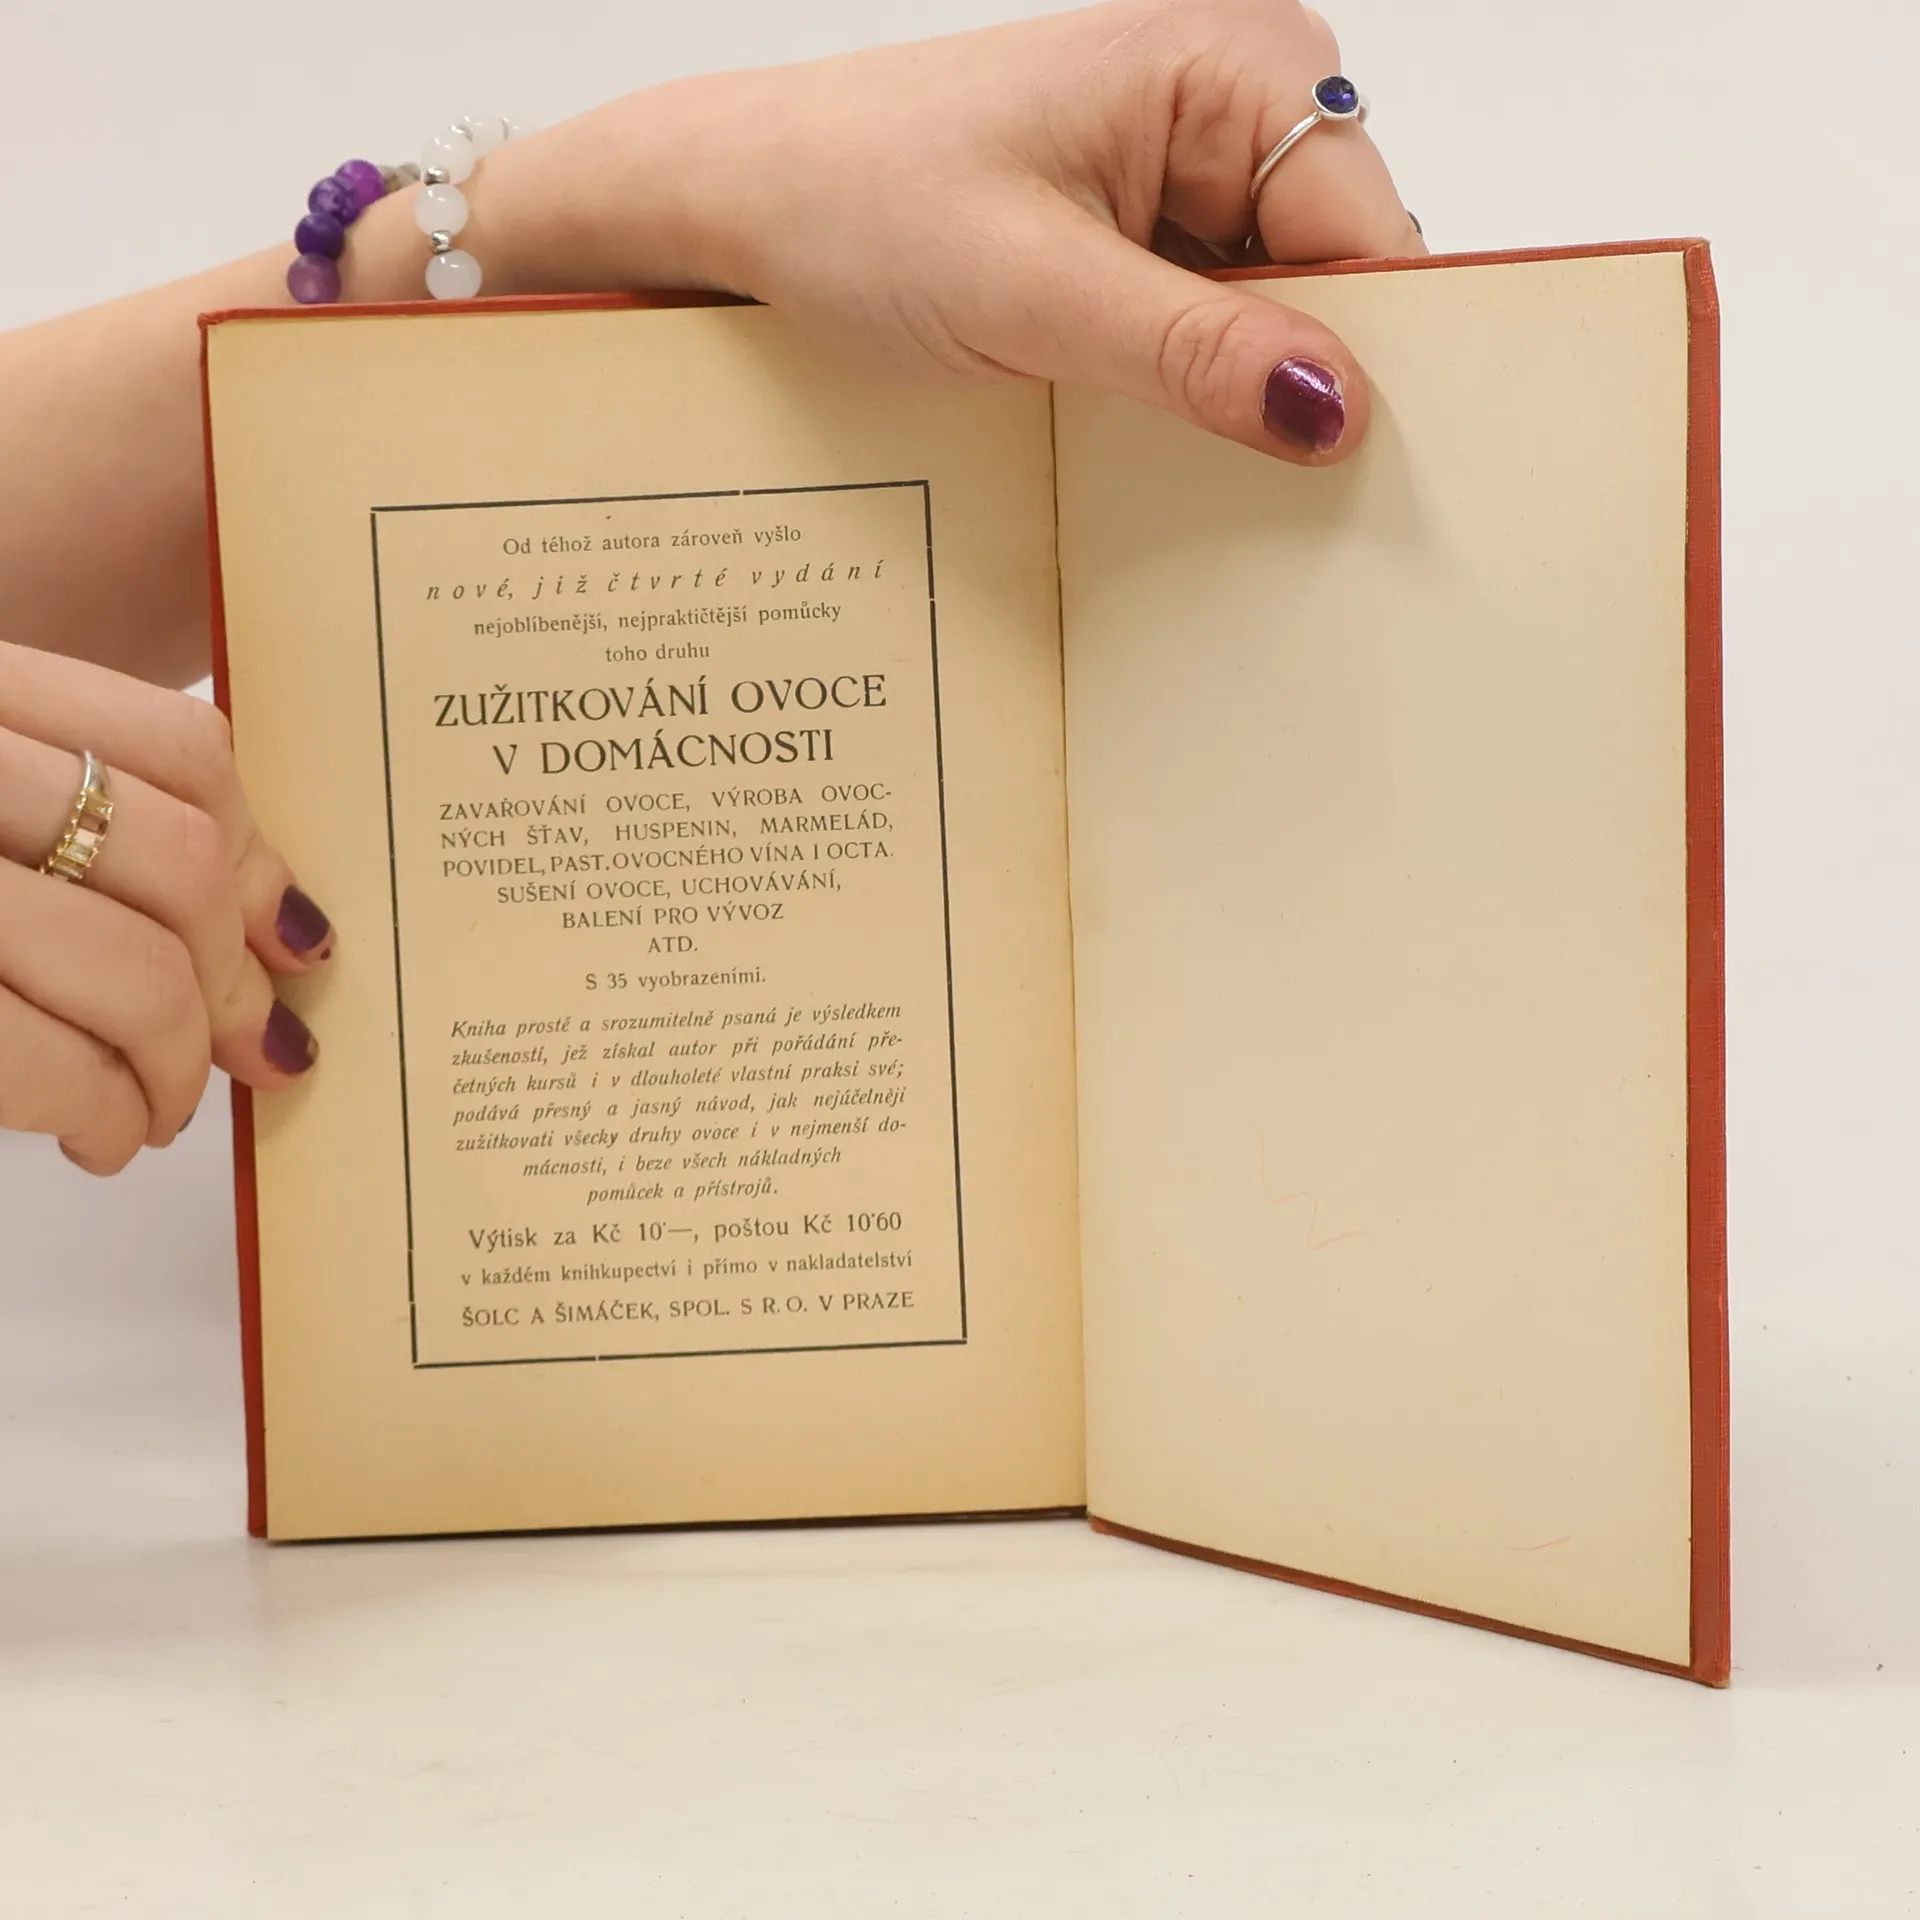 Od téhož autora zároveň vyšlo
nové, již čtvrté vydání
nejoblíbenější, nejpraktičtější pomůcky
toho druhu
ZUŽITKOVÁNÍ OVOCE
V DOMÁCNOSTI
ZAVAŘOVÁNÍ OVOCE, VÝROBA OVOC-
NÝCH ŠŤAV, HUSPENIN, MARMELÁD,
POVIDEL, PAST. OVOCNÉHO VÍNA I OCTA.
SUŠENÍ OVOCE, UCHOVÁVÁNÍ,
BALENÍ PRO VÝVOZ
ATD.
S 35 vyobrazeními.
Kniha prostě a srozumitelně psaná je výsledkem
zkušeností, jež získal autor při pořádání pře-
četných kursů i v dlouholeté vlastní praksi své;
podává přesný a jasný návod, jak nejúčelněji
zužitkovati všecky druhy ovoce i v nejmenší do-
mácnosti, i beze všech nákladných
pomůcek a přístrojů.
Výtisk za Kč 10·—, poštou Kč 10·60
v každém knihkupectví i přímo v nakladatelství
ŠOLC A ŠIMÁČEK, SPOL. S R. O. V PRAZE